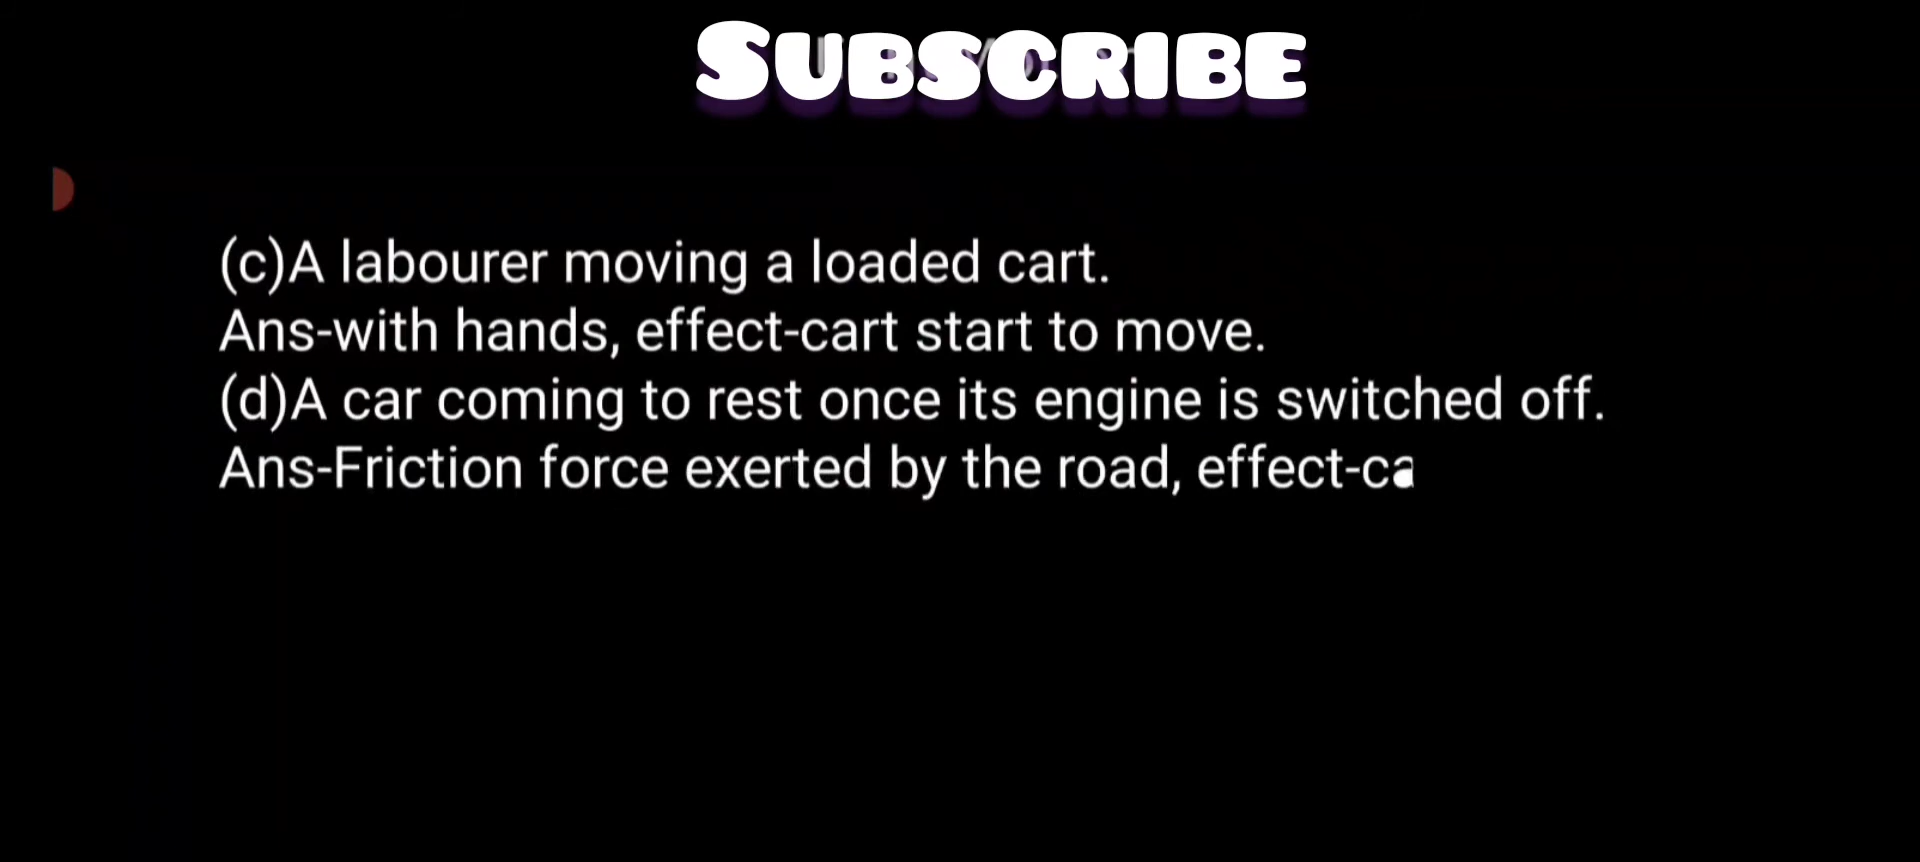 SUBSCRIBE
(c)A labourer moving a loaded cart.
Ans-with hands, effect-cart start to move.
(d)A car coming to rest once its engine is switched off.
Ans-Friction force exerted by the road, effect-ca